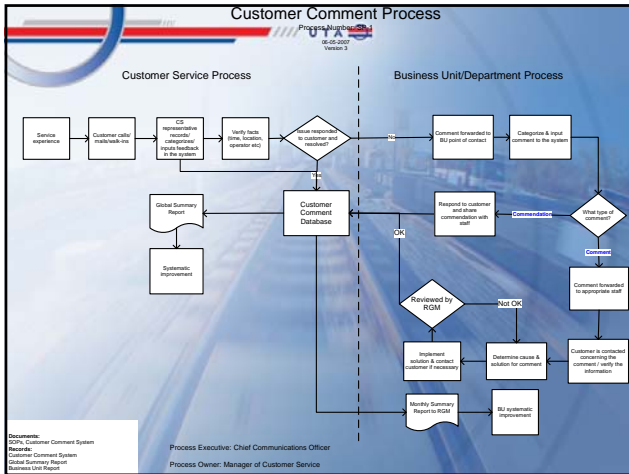 Customer Comment Process
Process Number: SP-1
UTA
06-05-2007
Version 3
Customer Service Process
Business Unit/Department Process
Service
experience
Customer calls/
mails/walk-ins
CS
representative
records/
categorizes/
inputs feedback
in the system
Verify facts
(time, location,
operator etc)
Issue responded
to customer and
resolved?
No
Comment forwarded to
BU point of contact
Categorize & input
comment to the system
Yes
Global Summary
Report
Customer
Comment
Database
Respond to customer
and share
commendation with
staff
Commendation
What type of
comment?
OK
Comment
Systematic
improvement
Comment forwarded
to appropriate staff
Reviewed by
RGM
Not OK
Implement
solution & contact
customer if necessary
Determine cause &
solution for comment
Customer is contacted
concerning the
comment / verify the
information
Monthly Summary
Report to RGM
BU systematic
improvement
Documents:
SOPs, Customer Comment System
Records:
Customer Comment System
Global Summary Report
Business Unit Report
Process Executive: Chief Communications Officer
Process Owner: Manager of Customer Service